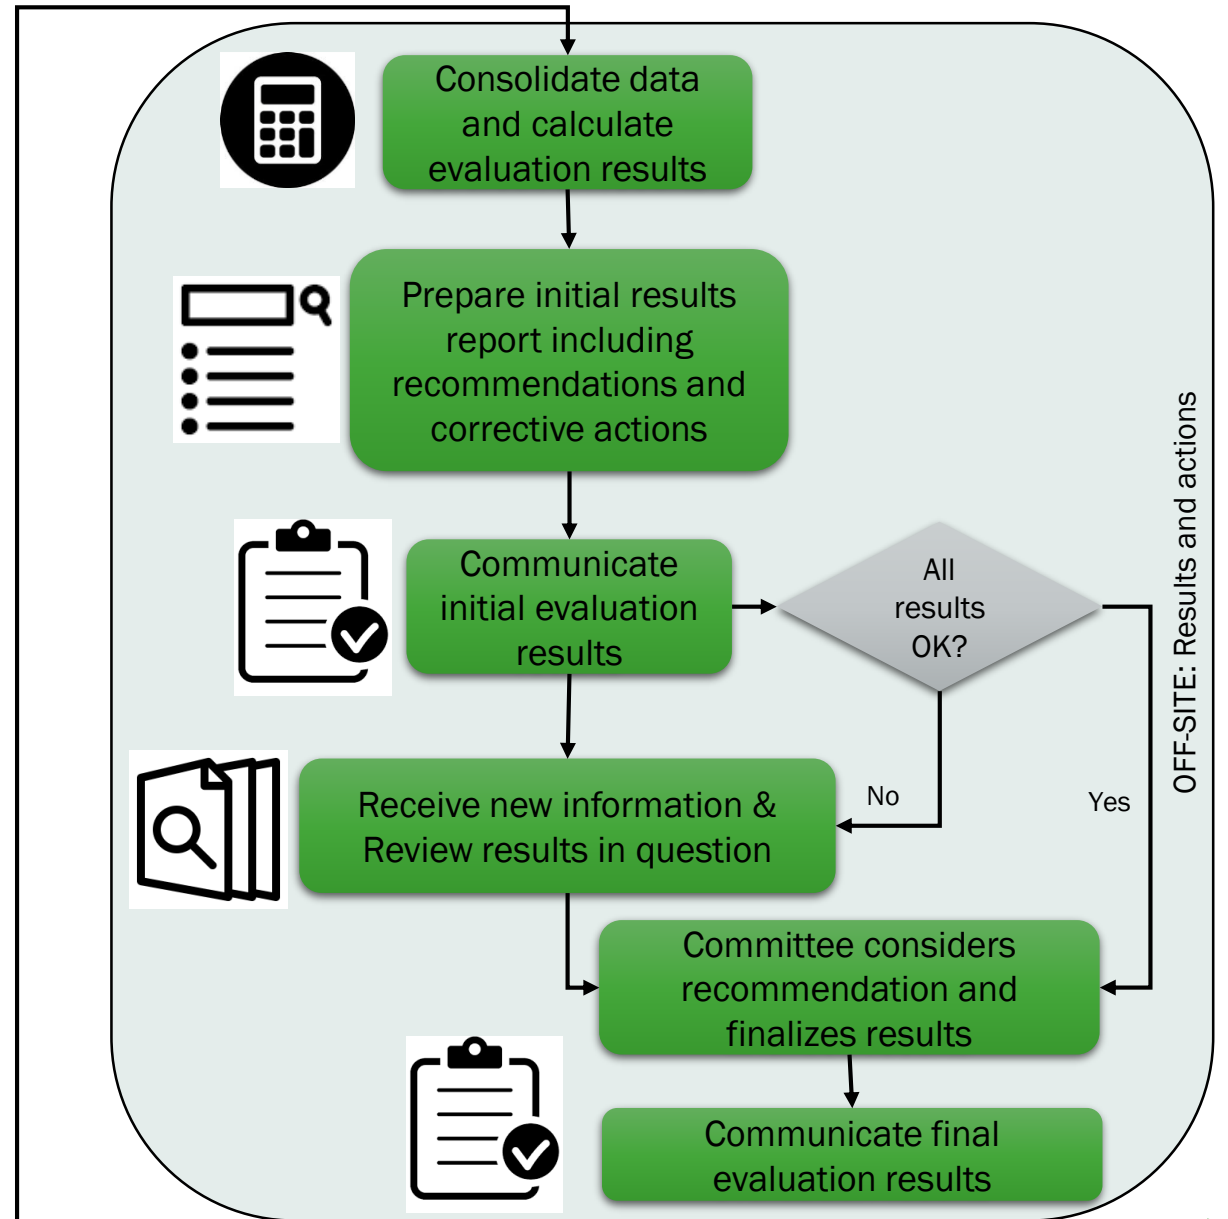 Consolidate data
and calculate
evaluation results
Prepare initial results
report including
recommendations and
corrective actions
Communicate
initial evaluation
results
All
results
OK?
OFF-SITE: Results and actions
No
Yes
Receive new information &
Review results in question
Committee considers
recommendation and
finalizes results
Communicate final
evaluation results